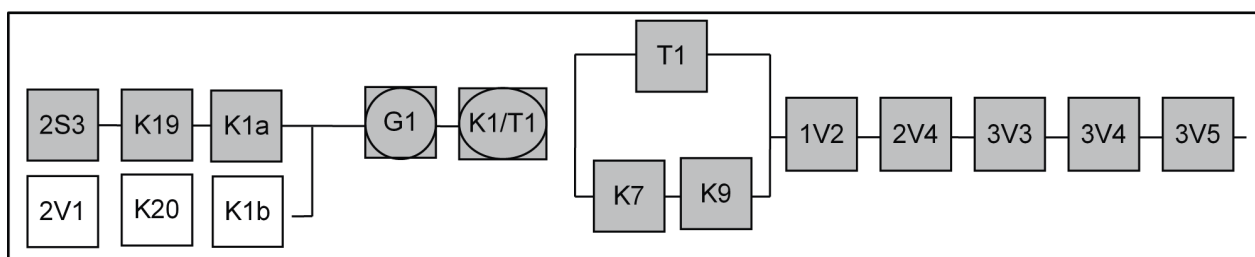 T1
2S3 K19 K1a G1 K1/T1
1V2 2V4 3V3 3V4 3V5
2V1 K20 K1b
K7 K9